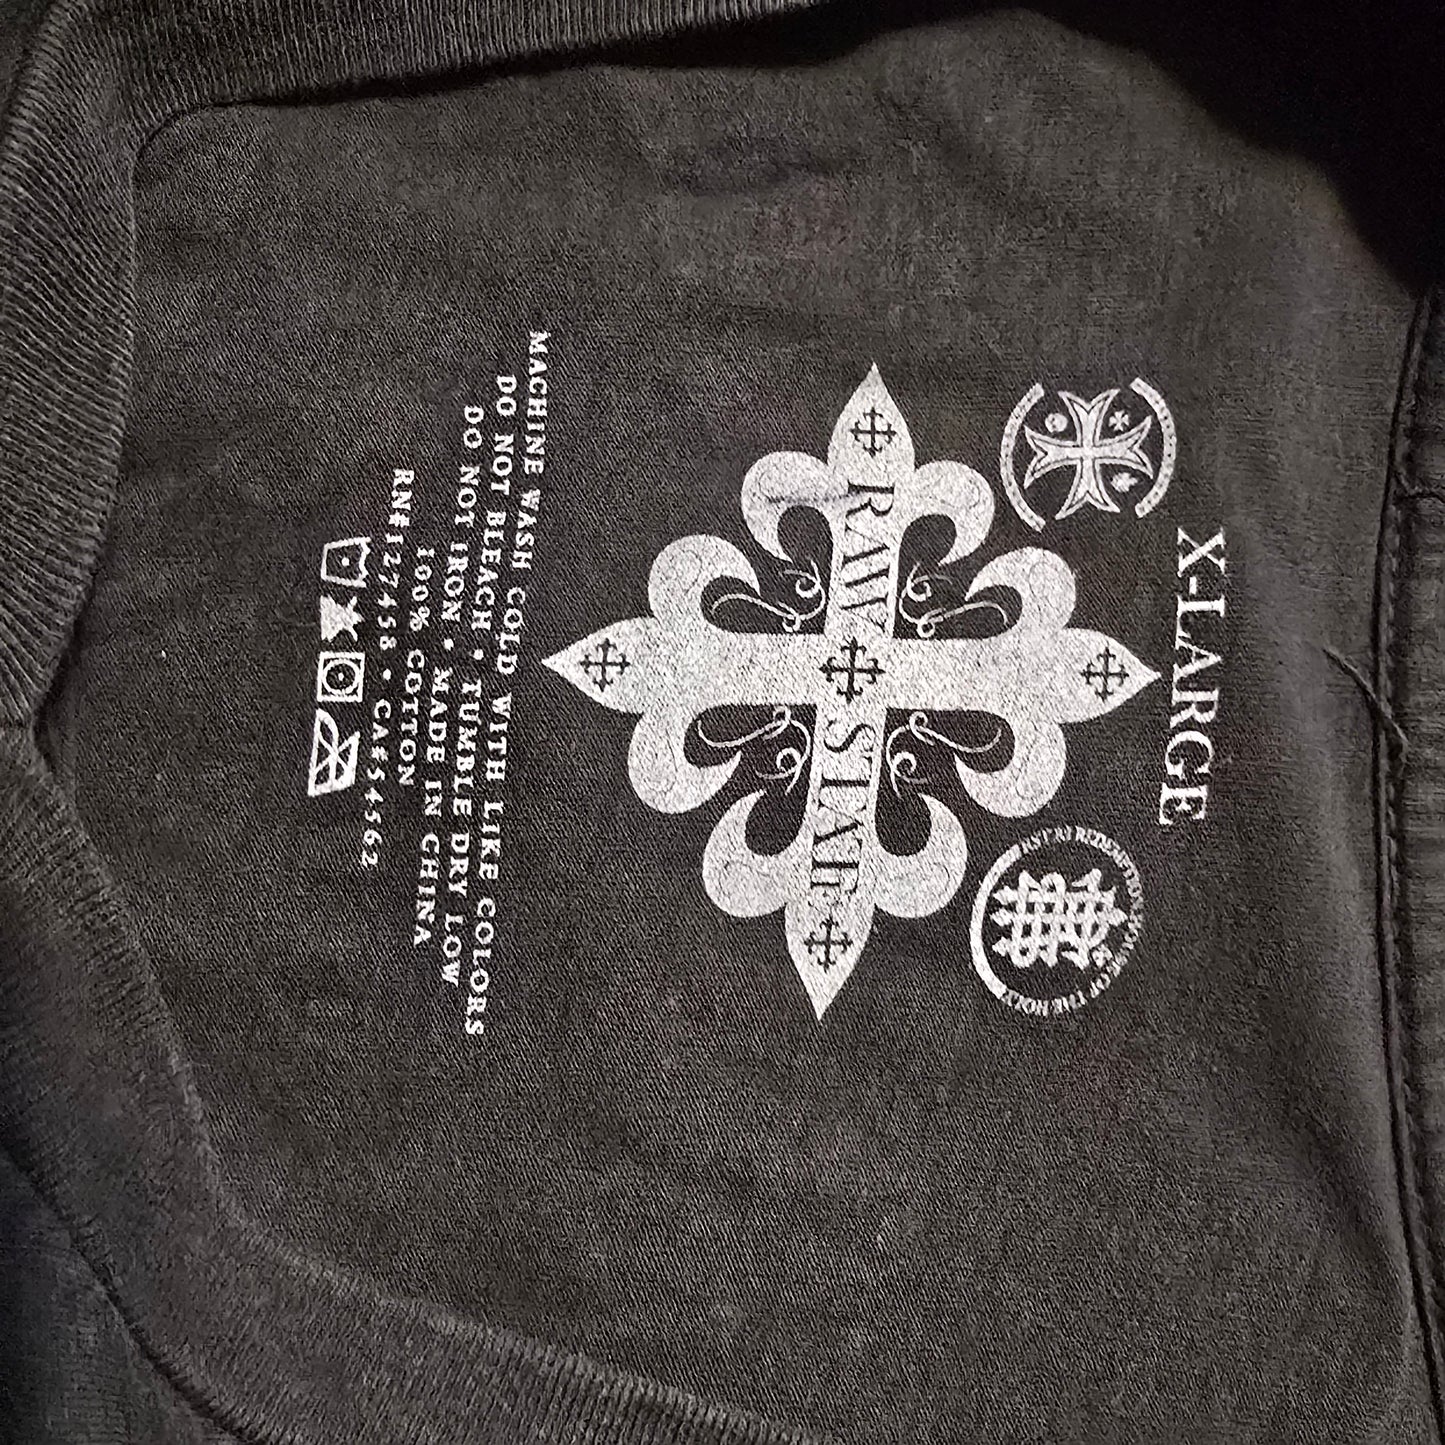 X-LARGE
RAW STATE
MACHINE WASH COLD WITH LIKE COLORS
DO NOT BLEACH • TUMBLE DRY LOW
DO NOT IRON • MADE IN CHINA
100% COTTON
RN#127458 • CA#54562